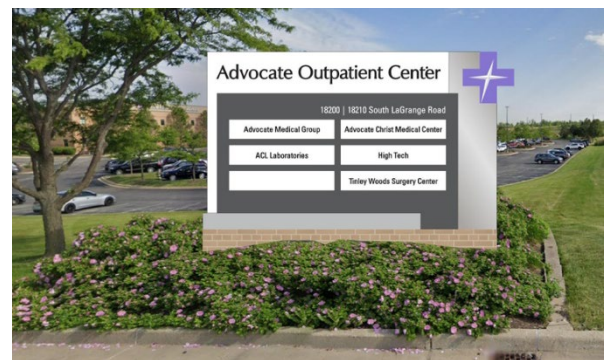 Advocate Outpatient Center
18200 | 18210 South LaGrange Road
Advocate Medical Group
Advocate Christ Medical Center
ACL Laboratories
High Tech
Tinley Woods Surgery Center